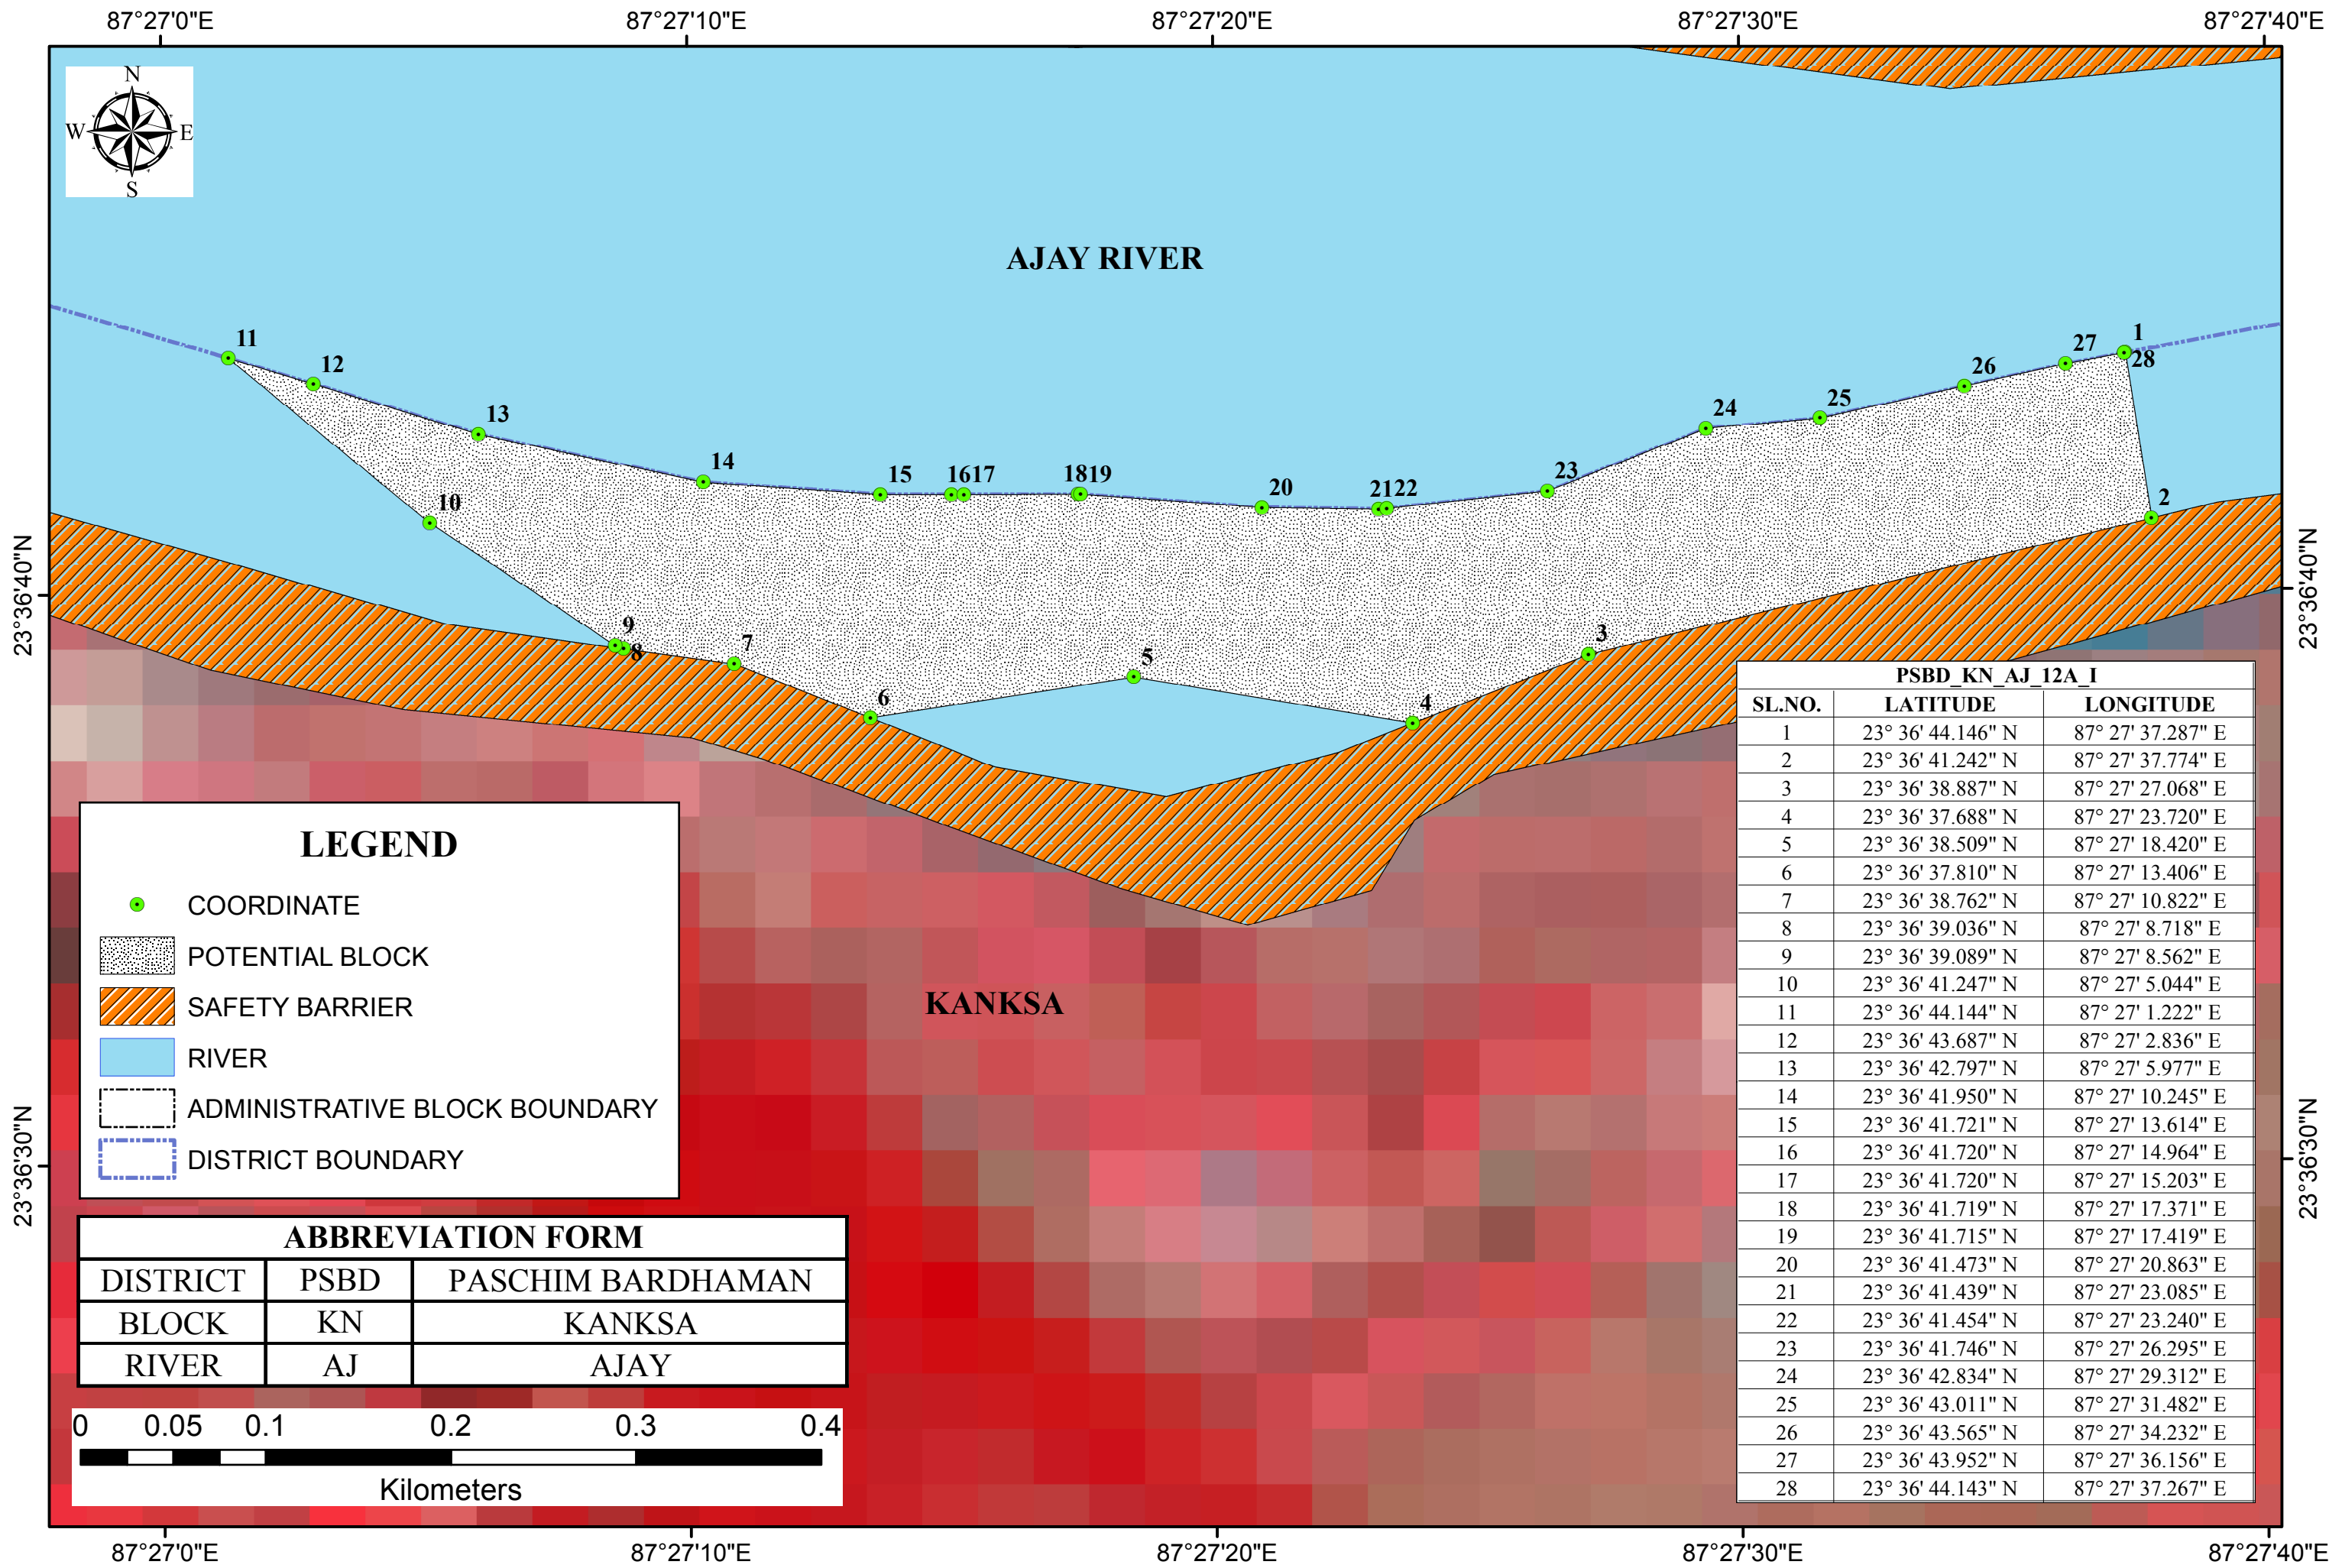 87°27'0"E 87°27'10"E 87°27'20"E 87°27'30"E 87°27'40"E
N
W E
S
AJAY RIVER
11 12 13 14 15 16 17 18 19 20 21 22 23 24 25 26 27 1
28
10 2
9 8 7 6 5 4 3
23°36'40"N 23°36'40"N
KANKSA
23°36'30"N 23°36'30"N
LEGEND
COORDINATE
POTENTIAL BLOCK
SAFETY BARRIER
RIVER
ADMINISTRATIVE BLOCK BOUNDARY
DISTRICT BOUNDARY
ABBREVIATION FORM
DISTRICT PSBD PASCHIM BARDHAMAN
BLOCK KN KANKSA
RIVER AJ AJAY
0 0.05 0.1 0.2 0.3 0.4
Kilometers
PSBD_KN_AJ_12A_I
SL.NO. LATITUDE LONGITUDE
1 23° 36' 44.146" N 87° 27' 37.287" E
2 23° 36' 41.242" N 87° 27' 37.774" E
3 23° 36' 38.887" N 87° 27' 27.068" E
4 23° 36' 37.688" N 87° 27' 23.720" E
5 23° 36' 38.509" N 87° 27' 18.420" E
6 23° 36' 37.810" N 87° 27' 13.406" E
7 23° 36' 38.762" N 87° 27' 10.822" E
8 23° 36' 39.036" N 87° 27' 8.718" E
9 23° 36' 39.089" N 87° 27' 8.562" E
10 23° 36' 41.247" N 87° 27' 5.044" E
11 23° 36' 44.144" N 87° 27' 1.222" E
12 23° 36' 43.687" N 87° 27' 2.836" E
13 23° 36' 42.797" N 87° 27' 5.977" E
14 23° 36' 41.950" N 87° 27' 10.245" E
15 23° 36' 41.721" N 87° 27' 13.614" E
16 23° 36' 41.720" N 87° 27' 14.964" E
17 23° 36' 41.720" N 87° 27' 15.203" E
18 23° 36' 41.719" N 87° 27' 17.371" E
19 23° 36' 41.715" N 87° 27' 17.419" E
20 23° 36' 41.473" N 87° 27' 20.863" E
21 23° 36' 41.439" N 87° 27' 23.085" E
22 23° 36' 41.454" N 87° 27' 23.240" E
23 23° 36' 41.746" N 87° 27' 26.295" E
24 23° 36' 42.834" N 87° 27' 29.312" E
25 23° 36' 43.011" N 87° 27' 31.482" E
26 23° 36' 43.565" N 87° 27' 34.232" E
27 23° 36' 43.952" N 87° 27' 36.156" E
28 23° 36' 44.143" N 87° 27' 37.267" E
87°27'0"E 87°27'10"E 87°27'20"E 87°27'30"E 87°27'40"E